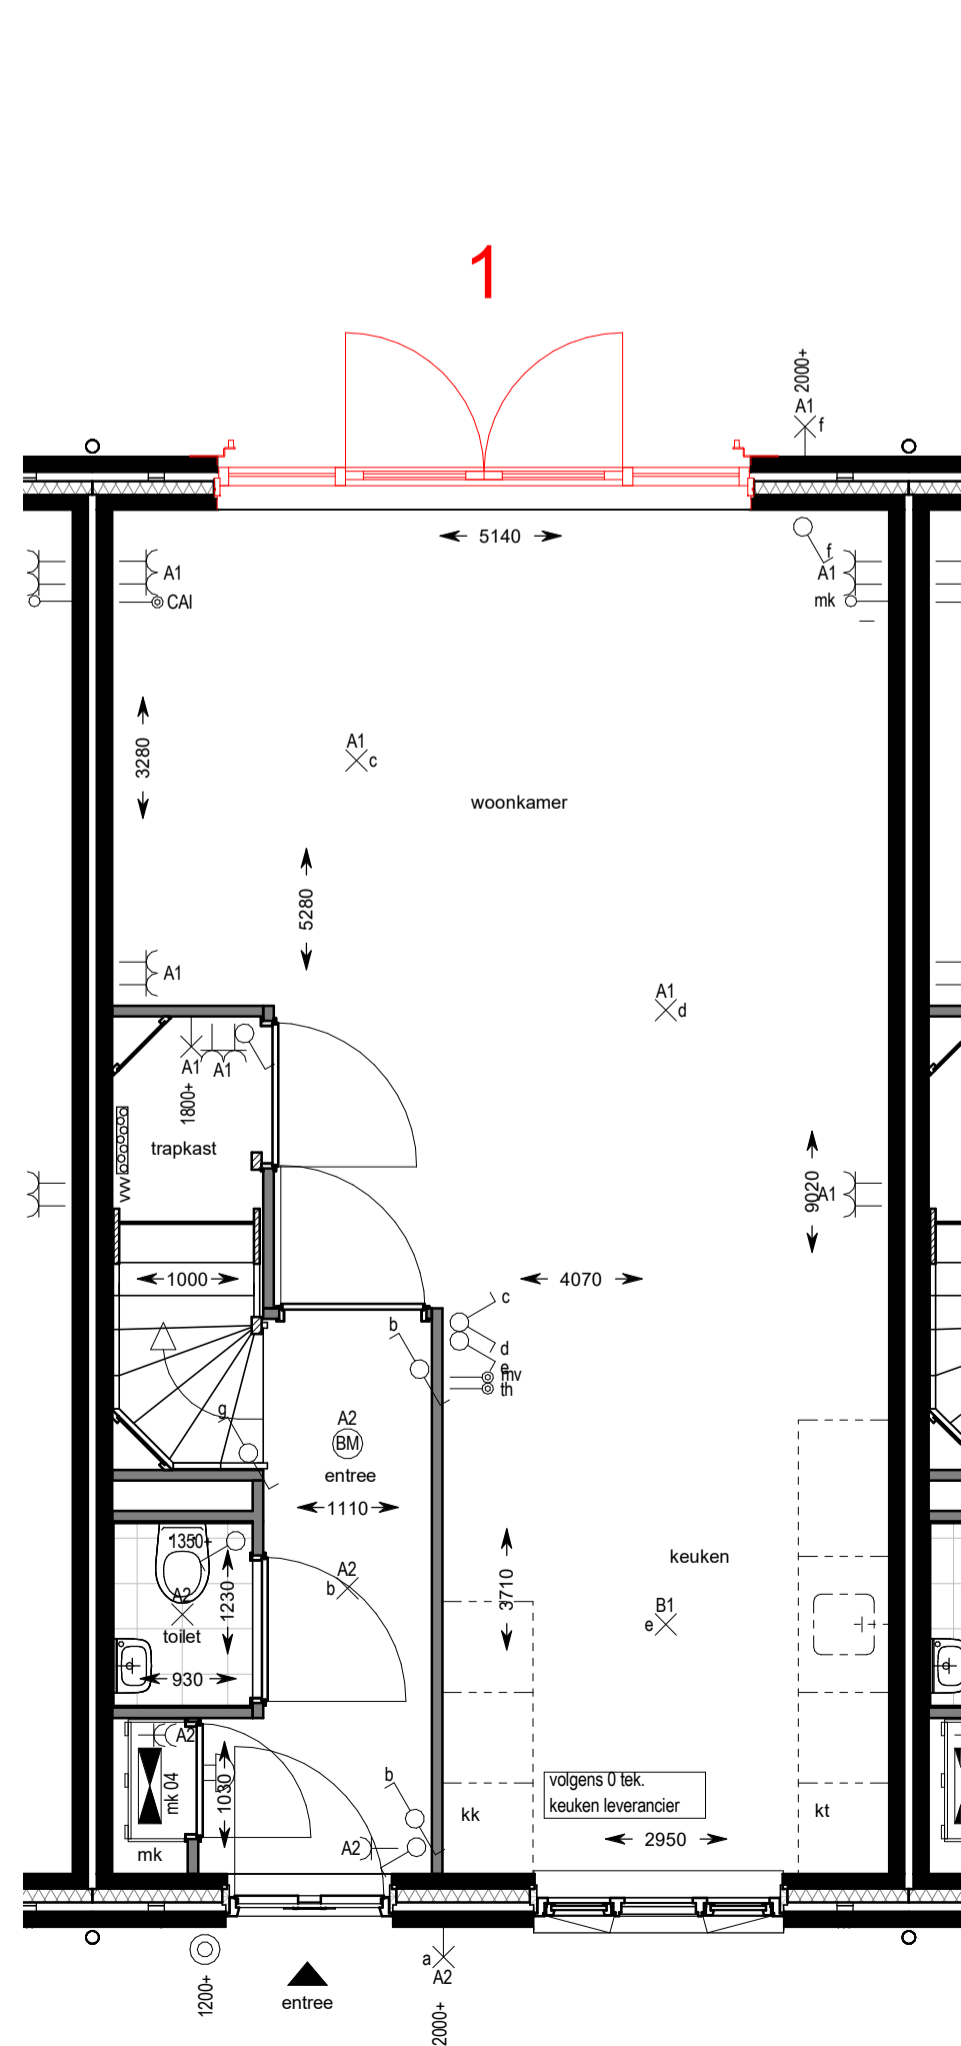 1
2000+
A1
f
5140
f
A1
CAI
A1
mk
3280
A1
c
woonkamer
5280
A1
A1
d
A1
A1
1800+
trapkast
VVV
9020
A1
1000
4070
c
b
d
e
mv
th
g
A2
BM
entree
1110
1350+
keuken
A2
b
3710
A2
1230
B1
e
toilet
930
A2
mk 04
1030
b
volgens 0 tek.
keuken leverancier
kk
kt
A2
2950
mk
a
A2
1200+
entree
2000+